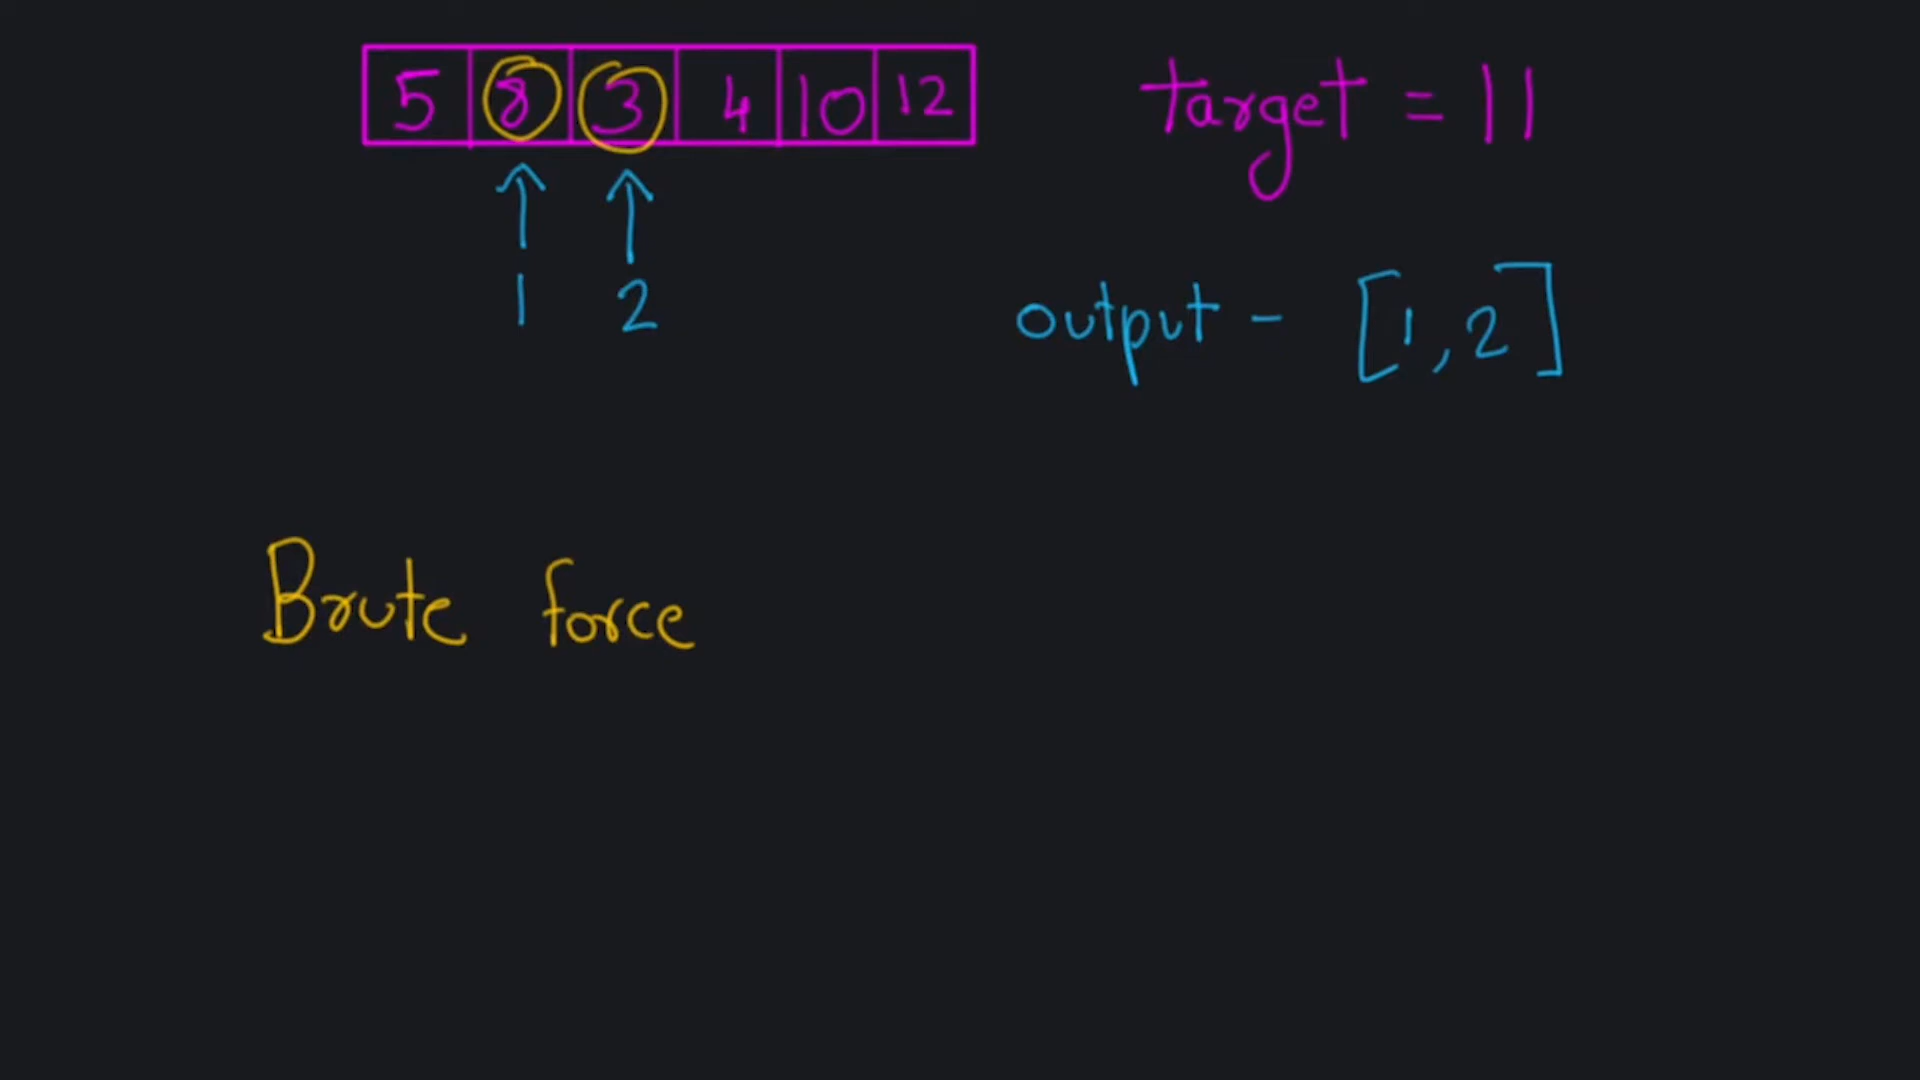 5 8 3 4 10 12 target = 11
1 2
output - [1, 2]
Brute force